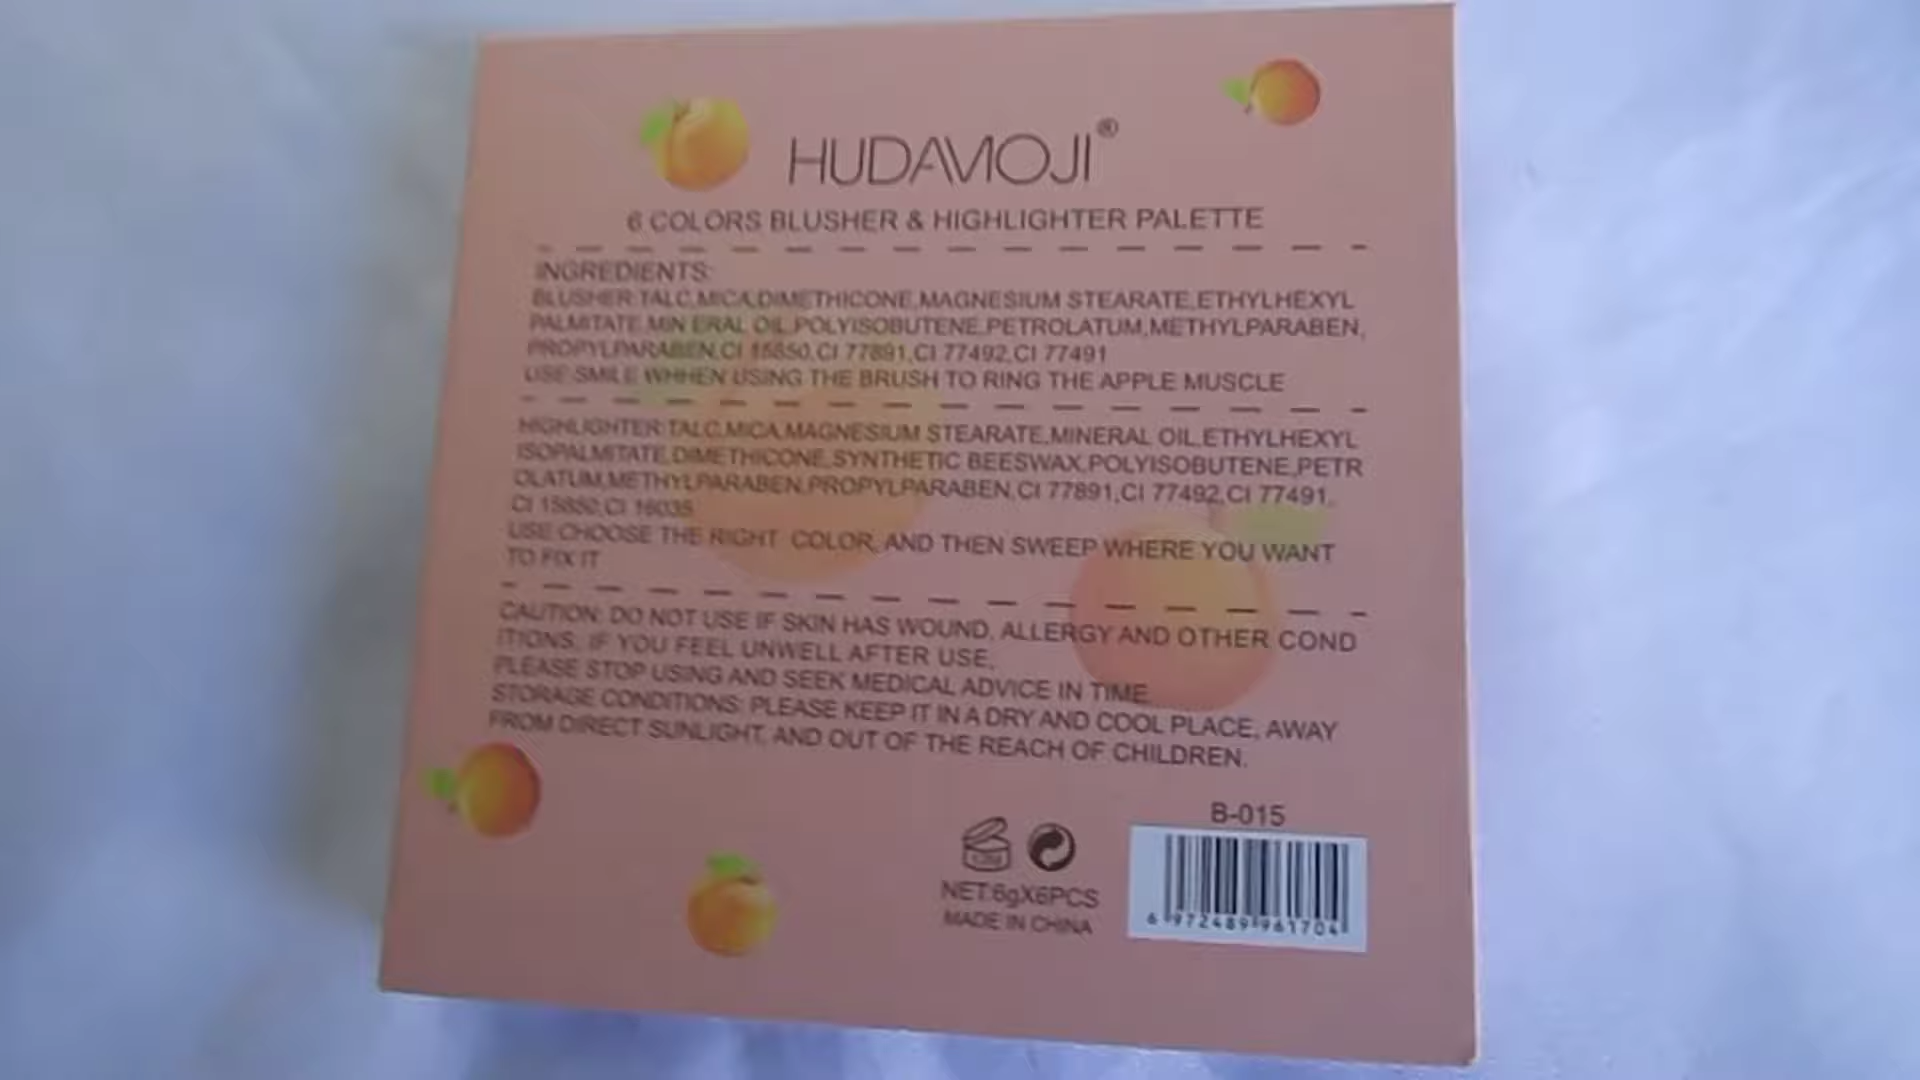 HUDAMOJI®
6 COLORS BLUSHER & HIGHLIGHTER PALETTE
INGREDIENTS:
BLUSHER:TALC,MICA,DIMETHICONE,MAGNESIUM STEARATE,ETHYLHEXYL
PALMITATE,MIN ERAL OIL,POLYISOBUTENE,PETROLATUM,METHYLPARABEN,
PROPYLPARABEN,CI 15850,CI 77891,CI 77492,CI 77491
USE:SMILE WHHEN USING THE BRUSH TO RING THE APPLE MUSCLE
HIGHLIGHTER:TALC,MICA,MAGNESIUM STEARATE,MINERAL OIL,ETHYLHEXYL
ISOPALMITATE,DIMETHICONE,SYNTHETIC BEESWAX,POLYISOBUTENE,PETR
OLATUM,METHYLPARABEN,PROPYLPARABEN,CI 77891,CI 77492,CI 77491,
CI 15850,CI 16035
USE:CHOOSE THE RIGHT COLOR, AND THEN SWEEP WHERE YOU WANT
TO FIX IT
CAUTION: DO NOT USE IF SKIN HAS WOUND, ALLERGY AND OTHER COND
ITIONS; IF YOU FEEL UNWELL AFTER USE,
PLEASE STOP USING AND SEEK MEDICAL ADVICE IN TIME.
STORAGE CONDITIONS: PLEASE KEEP IT IN A DRY AND COOL PLACE, AWAY
FROM DIRECT SUNLIGHT, AND OUT OF THE REACH OF CHILDREN.
B-015
NET:6gX6PCS
MADE IN CHINA
6 972489 961704